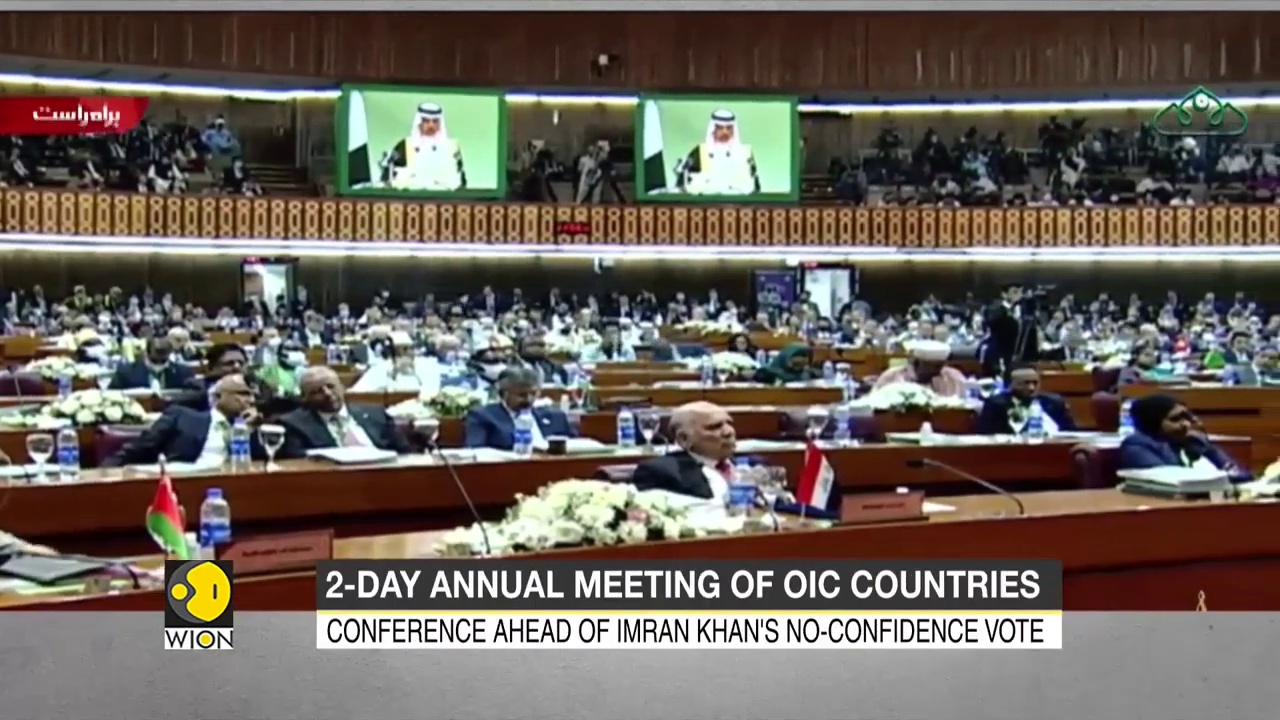 براہ راست
2-DAY ANNUAL MEETING OF OIC COUNTRIES
CONFERENCE AHEAD OF IMRAN KHAN'S NO-CONFIDENCE VOTE
WION